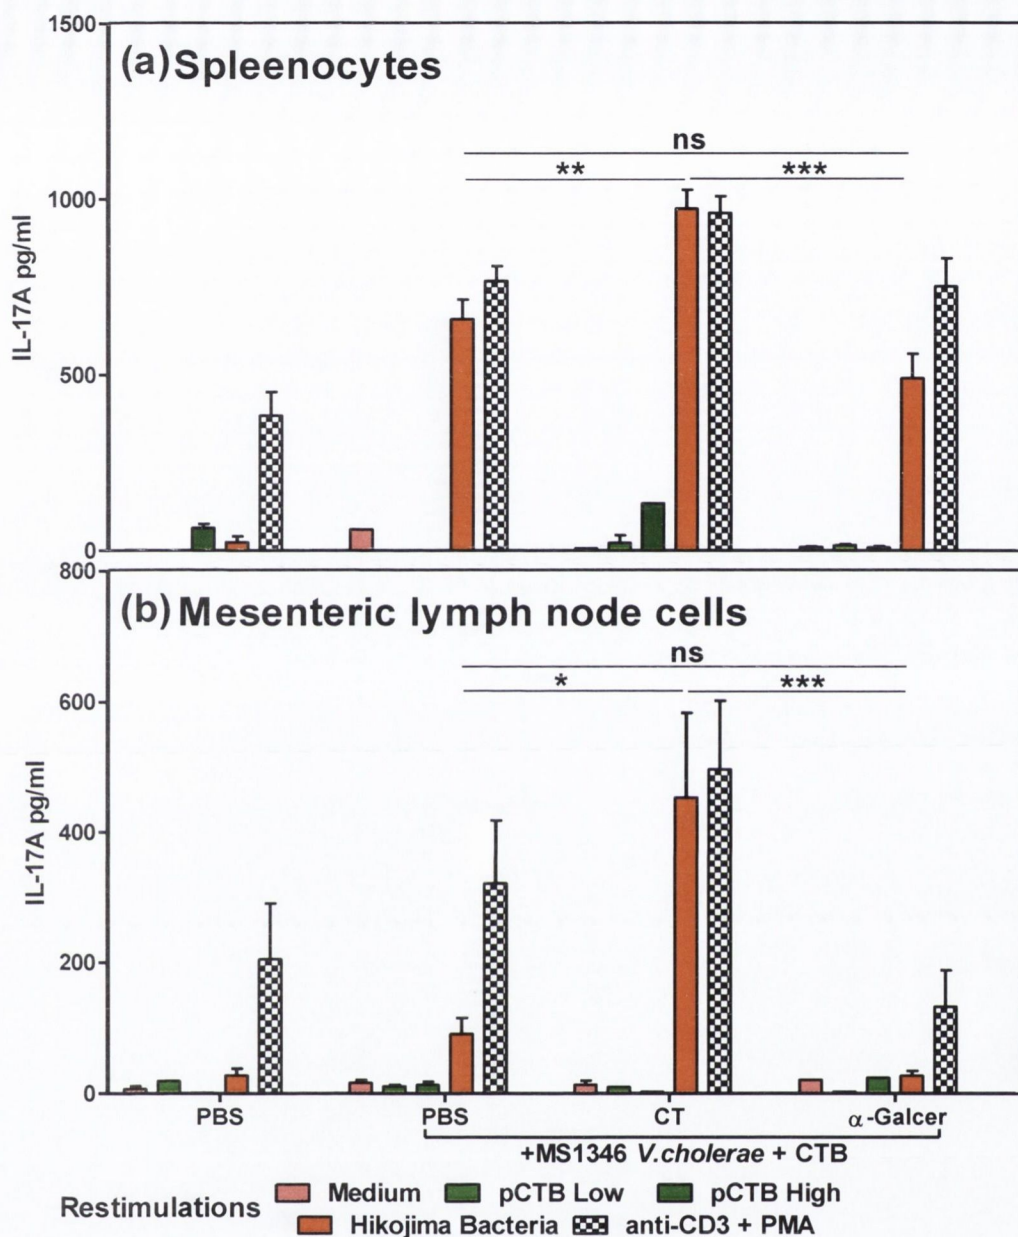 1500
(a) Spleenocytes
ns
** ***
1000
IL-17A pg/ml
500
0
800
(b) Mesenteric lymph node cells
ns
* ***
600
IL-17A pg/ml
400
200
0
PBS PBS CT α-Galcer
+MS1346 V.cholerae + CTB
Restimulations Medium pCTB Low pCTB High
Hikojima Bacteria anti-CD3 + PMA